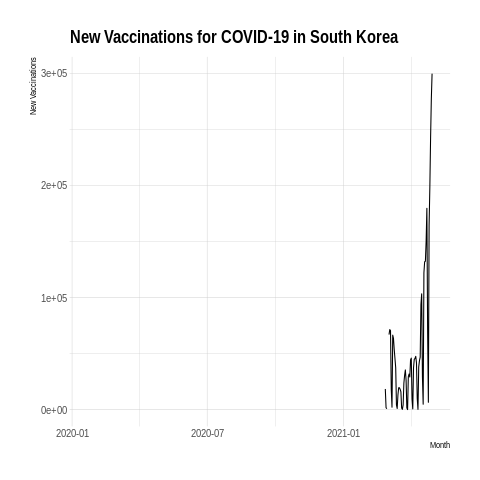 New Vaccinations for COVID-19 in South Korea
New Vaccinations
3e+05
2e+05
1e+05
0e+00
2020-01 2020-07 2021-01
Month